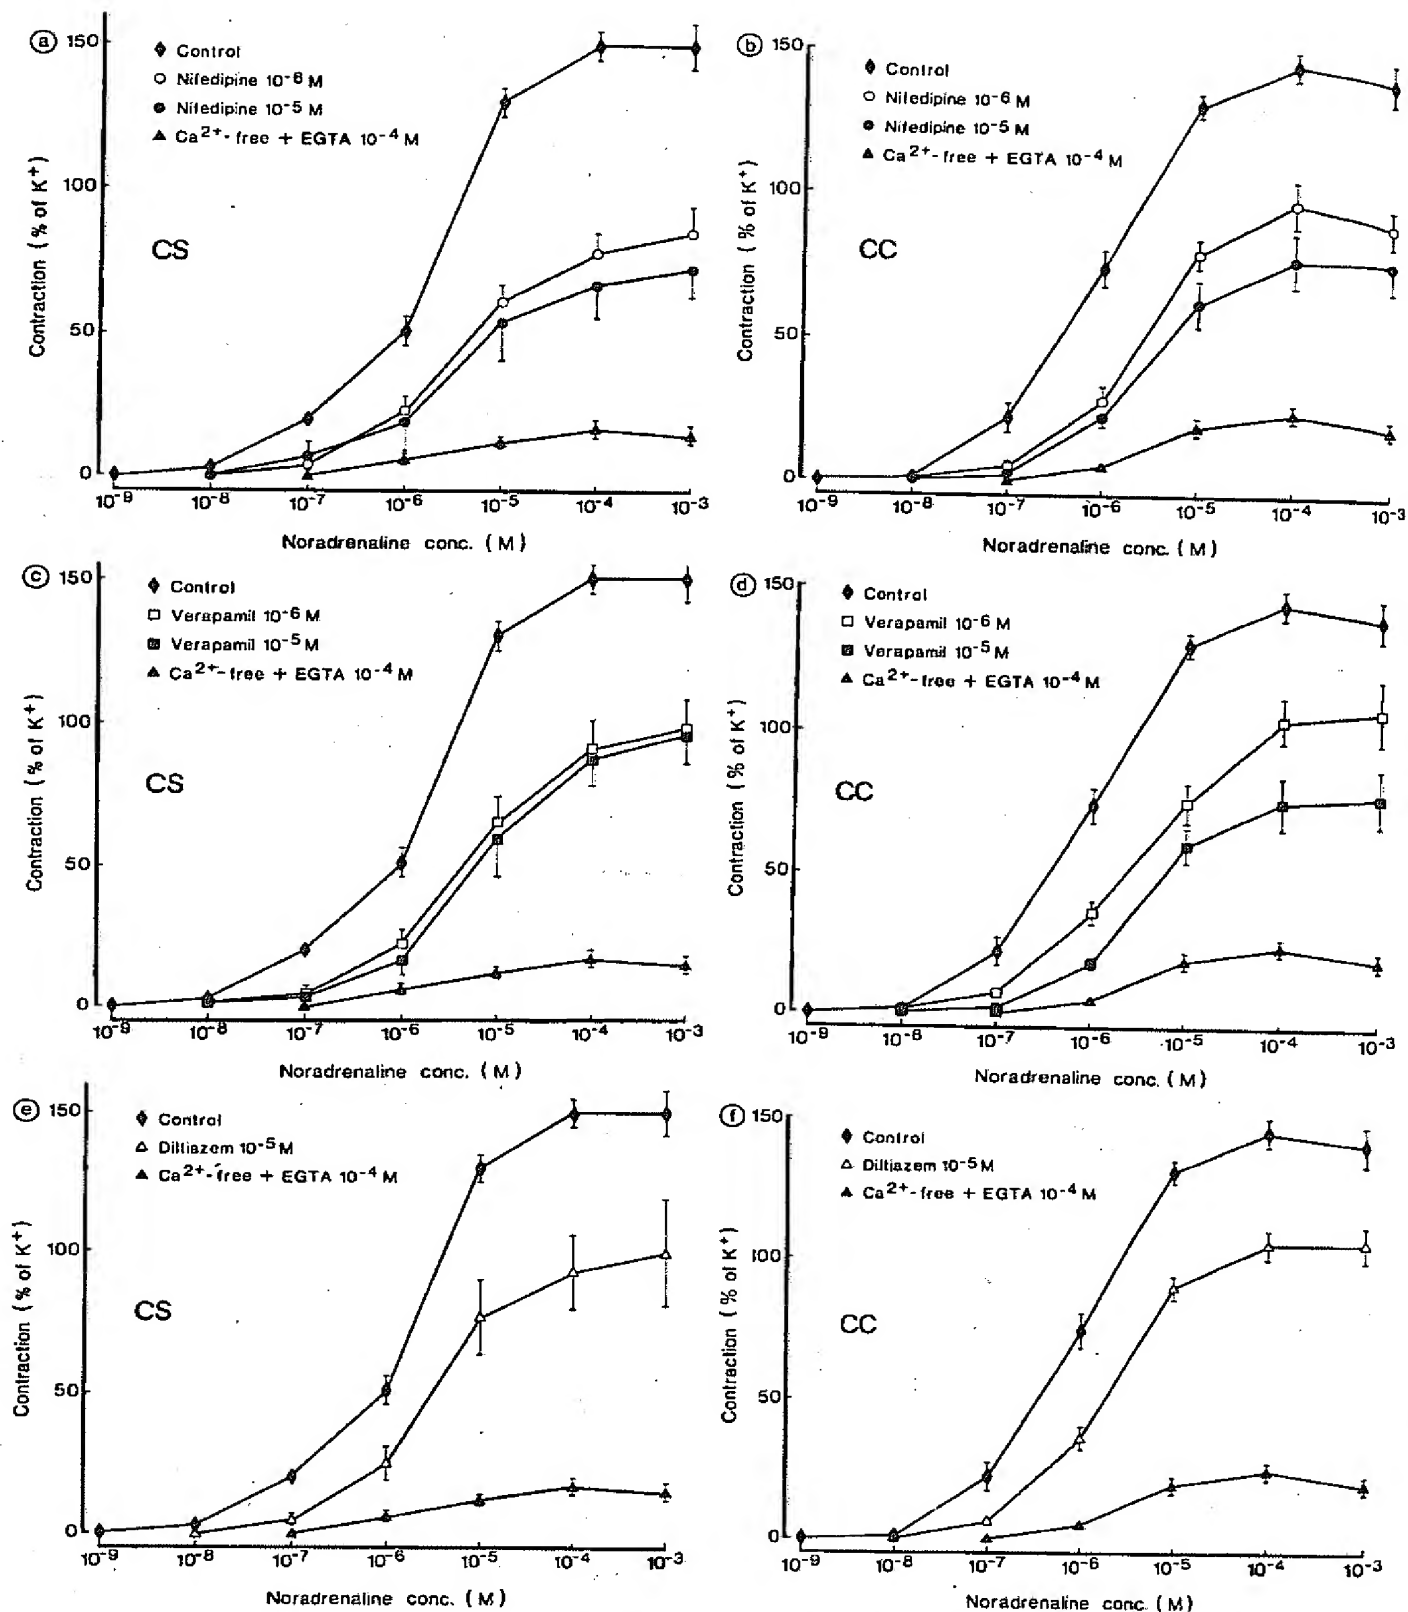 ⓐ
150
100
50
0
Contraction (% of K⁺)
Control
Nifedipine 10⁻⁶ M
Nifedipine 10⁻⁵ M
Ca²⁺-free + EGTA 10⁻⁴ M
CS
10⁻⁹ 10⁻⁸ 10⁻⁷ 10⁻⁶ 10⁻⁵ 10⁻⁴ 10⁻³
Noradrenaline conc. (M)
ⓑ
150
100
50
0
Contraction (% of K⁺)
Control
Nifedipine 10⁻⁶ M
Nifedipine 10⁻⁵ M
Ca²⁺-free + EGTA 10⁻⁴ M
CC
10⁻⁹ 10⁻⁸ 10⁻⁷ 10⁻⁶ 10⁻⁵ 10⁻⁴ 10⁻³
Noradrenaline conc. (M)
ⓒ
150
100
50
0
Contraction (% of K⁺)
Control
Verapamil 10⁻⁶ M
Verapamil 10⁻⁵ M
Ca²⁺-free + EGTA 10⁻⁴ M
CS
10⁻⁹ 10⁻⁸ 10⁻⁷ 10⁻⁶ 10⁻⁵ 10⁻⁴ 10⁻³
Noradrenaline conc. (M)
ⓓ
150
100
50
0
Contraction (% of K⁺)
Control
Verapamil 10⁻⁶ M
Verapamil 10⁻⁵ M
Ca²⁺-free + EGTA 10⁻⁴ M
CC
10⁻⁹ 10⁻⁸ 10⁻⁷ 10⁻⁶ 10⁻⁵ 10⁻⁴ 10⁻³
Noradrenaline conc. (M)
ⓔ
150
100
50
0
Contraction (% of K⁺)
Control
Diltiazem 10⁻⁵ M
Ca²⁺-free + EGTA 10⁻⁴ M
CS
10⁻⁹ 10⁻⁸ 10⁻⁷ 10⁻⁶ 10⁻⁵ 10⁻⁴ 10⁻³
Noradrenaline conc. (M)
ⓕ
150
100
50
0
Contraction (% of K⁺)
Control
Diltiazem 10⁻⁵ M
Ca²⁺-free + EGTA 10⁻⁴ M
CC
10⁻⁹ 10⁻⁸ 10⁻⁷ 10⁻⁶ 10⁻⁵ 10⁻⁴ 10⁻³
Noradrenaline conc. (M)